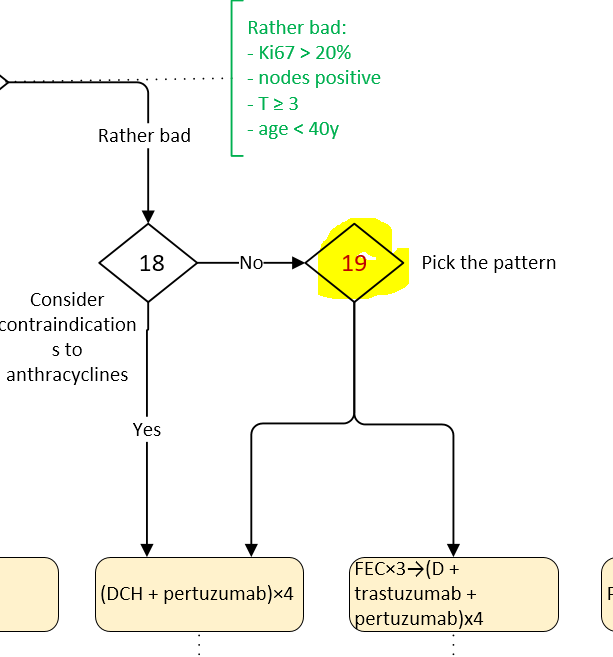 Rather bad:
- Ki67 > 20%
- nodes positive
- T ≥ 3
- age < 40y
Rather bad
18
No
19
Pick the pattern
Consider
contraindication
s to
anthracyclines
Yes
(DCH + pertuzumab)×4
FEC×3→(D +
trastuzumab +
pertuzumab)x4